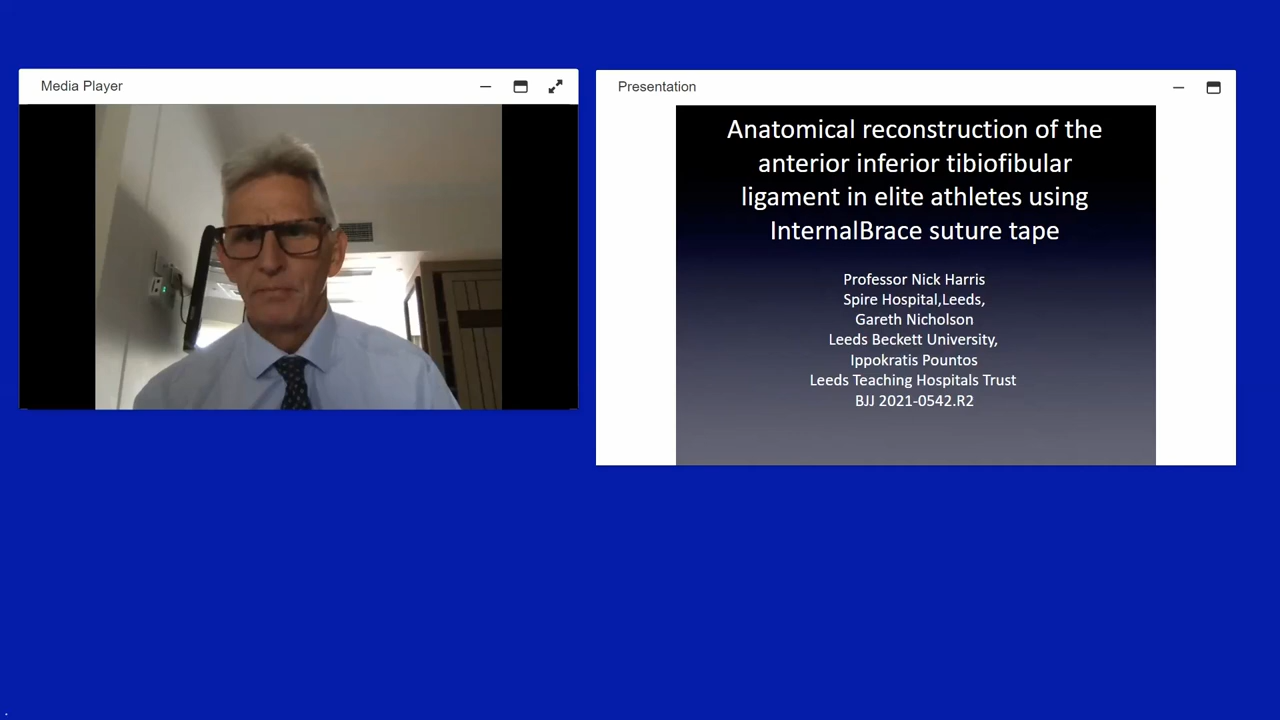 Media Player
Presentation
Anatomical reconstruction of the
anterior inferior tibiofibular
ligament in elite athletes using
InternalBrace suture tape
Professor Nick Harris
Spire Hospital,Leeds,
Gareth Nicholson
Leeds Beckett University,
Ippokratis Pountos
Leeds Teaching Hospitals Trust
BJJ 2021-0542.R2